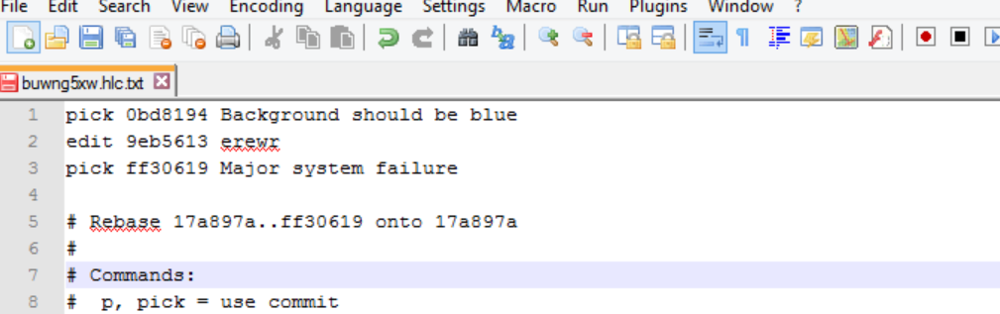 File Edit Search View Encoding Language Settings Macro Run Plugins Window ?
buwng5xw.hlc.txt
1 pick 0bd8194 Background should be blue
2 edit 9eb5613 erewr
3 pick ff30619 Major system failure
4
5 # Rebase 17a897a..ff30619 onto 17a897a
6 #
7 # Commands:
8 # p, pick = use commit